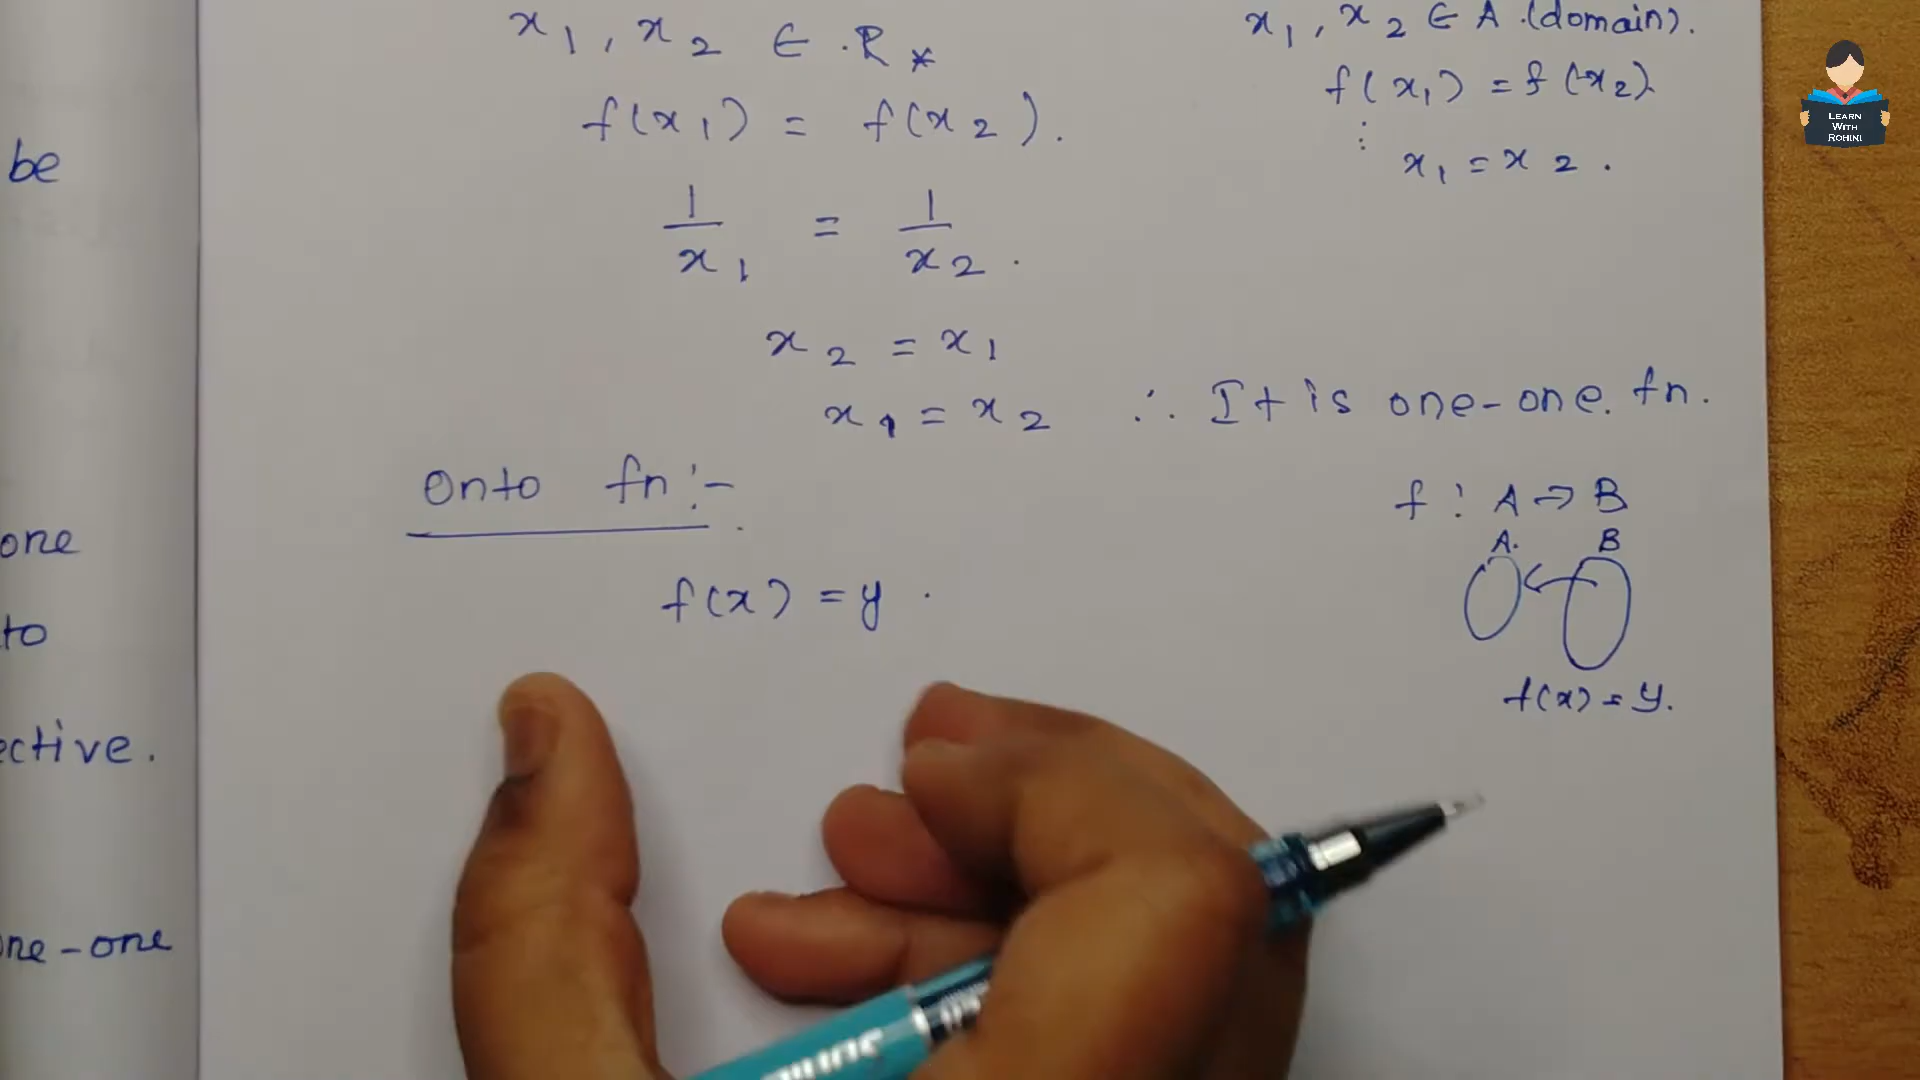 be
one
to
ective.
ne-one
x₁, x₂ ∈ .R*
f(x₁) = f(x₂).
1/x₁ = 1/x₂.
x₂ = x₁
x₁ = x₂ ∴ It is one-one. fn.
Onto fn:-
f(x) = y.
x₁, x₂ ∈ A.(domain).
f(x₁) = f(x₂).
⋮
x₁ = x₂.
f : A → B
A. B
f(x) = y.
LEARN
WITH
ROHINI